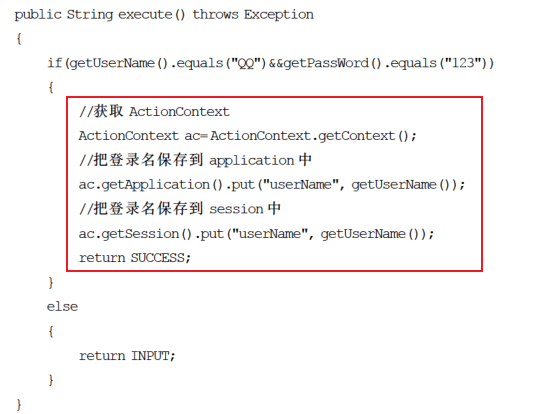 public String execute() throws Exception
{
if(getUserName().equals("QQ")&&getPassWord().equals("123"))
{
//获取 ActionContext
ActionContext ac=ActionContext.getContext();
//把登录名保存到 application 中
ac.getApplication().put("userName", getUserName());
//把登录名保存到 session 中
ac.getSession().put("userName", getUserName());
return SUCCESS;
}
else
{
return INPUT;
}
}